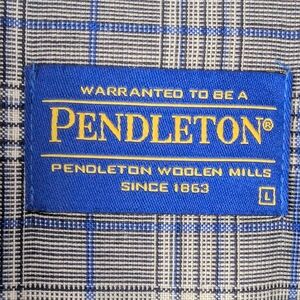 WARRANTED TO BE A
PENDLETON®
PENDLETON WOOLEN MILLS
SINCE 1863
L